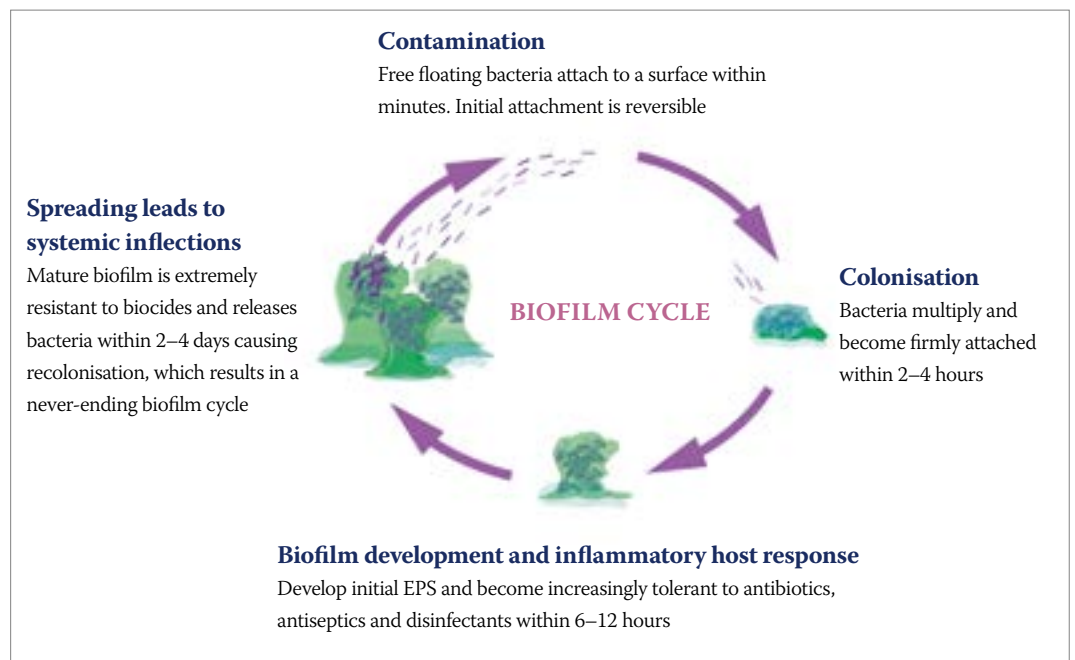 Contamination
Free floating bacteria attach to a surface within
minutes. Initial attachment is reversible
Spreading leads to
systemic inflections
Mature biofilm is extremely
resistant to biocides and releases
bacteria within 2–4 days causing
recolonisation, which results in a
never-ending biofilm cycle
BIOFILM CYCLE
Colonisation
Bacteria multiply and
become firmly attached
within 2–4 hours
Biofilm development and inflammatory host response
Develop initial EPS and become increasingly tolerant to antibiotics,
antiseptics and disinfectants within 6–12 hours